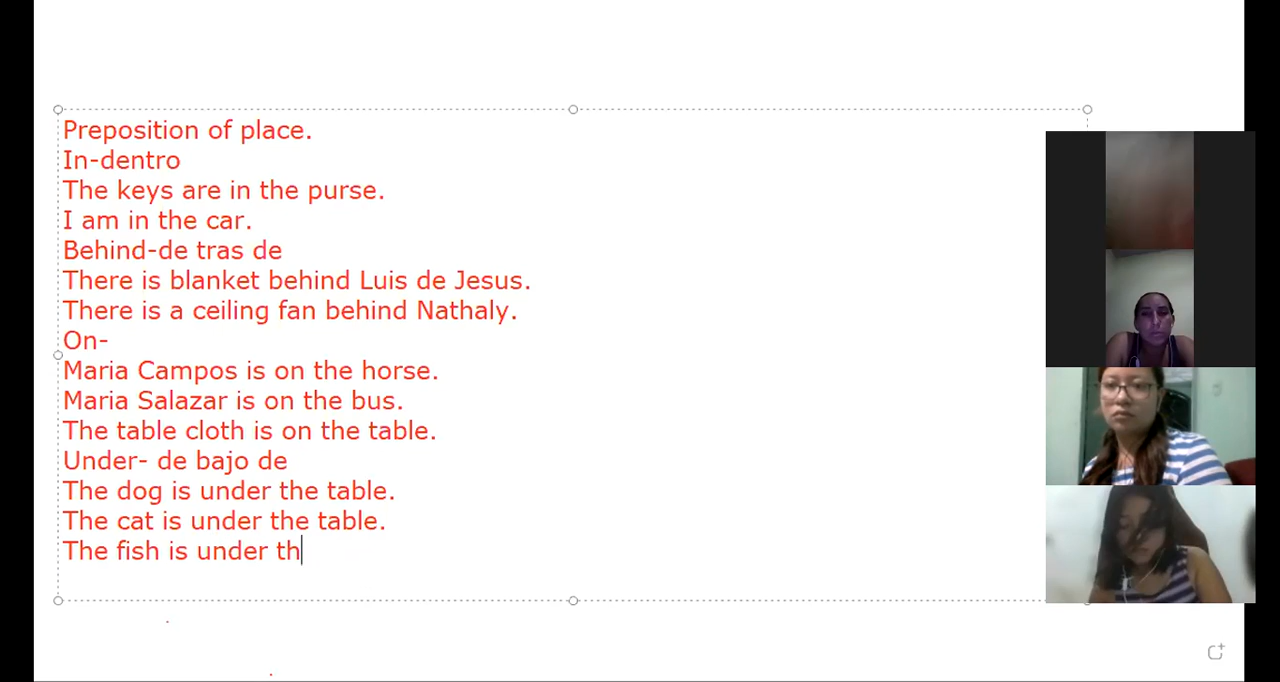 Preposition of place.
In-dentro
The keys are in the purse.
I am in the car.
Behind-de tras de
There is blanket behind Luis de Jesus.
There is a ceiling fan behind Nathaly.
On-
Maria Campos is on the horse.
Maria Salazar is on the bus.
The table cloth is on the table.
Under- de bajo de
The dog is under the table.
The cat is under the table.
The fish is under th